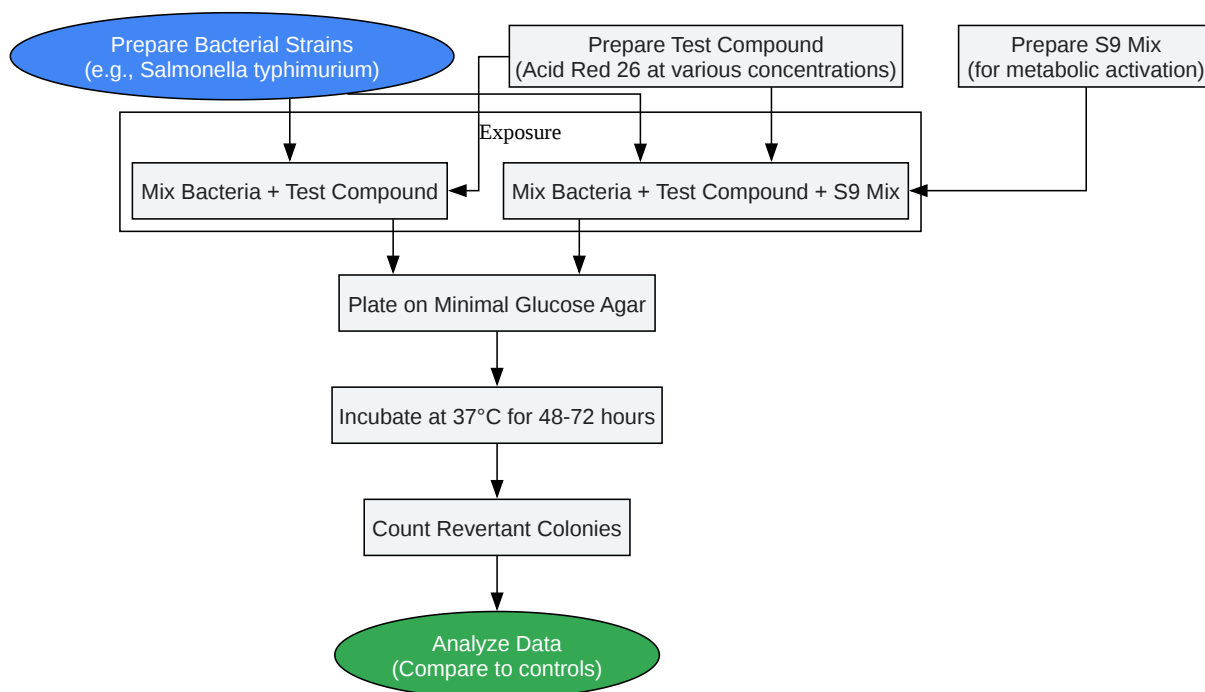 Prepare Bacterial Strains
(e.g., Salmonella typhimurium)
Prepare Test Compound
(Acid Red 26 at various concentrations)
Prepare S9 Mix
(for metabolic activation)
Exposure
Mix Bacteria + Test Compound
Mix Bacteria + Test Compound + S9 Mix
Plate on Minimal Glucose Agar
Incubate at 37°C for 48-72 hours
Count Revertant Colonies
Analyze Data
(Compare to controls)